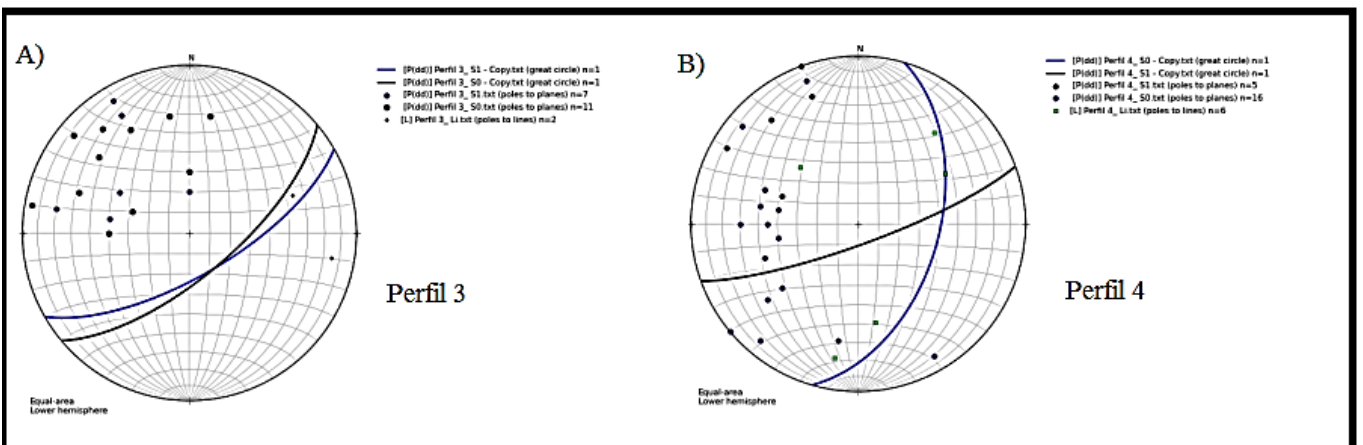 A)
N
[P(dd)] Perfil 3_ S1 - Copy.txt (great circle) n=1
[P(dd)] Perfil 3_ S0 - Copy.txt (great circle) n=1
[P(dd)] Perfil 3_ S1.txt (poles to planes) n=7
[P(dd)] Perfil 3_ S0.txt (poles to planes) n=11
[L] Perfil 3_ Li.txt (poles to lines) n=2
Perfil 3
Equal-area
Lower hemisphere
B)
N
[P(dd)] Perfil 4_ S0 - Copy.txt (great circle) n=1
[P(dd)] Perfil 4_ S1 - Copy.txt (great circle) n=1
[P(dd)] Perfil 4_ S1.txt (poles to planes) n=5
[P(dd)] Perfil 4_ S0.txt (poles to planes) n=16
[L] Perfil 4_ Li.txt (poles to lines) n=6
Perfil 4
Equal-area
Lower hemisphere